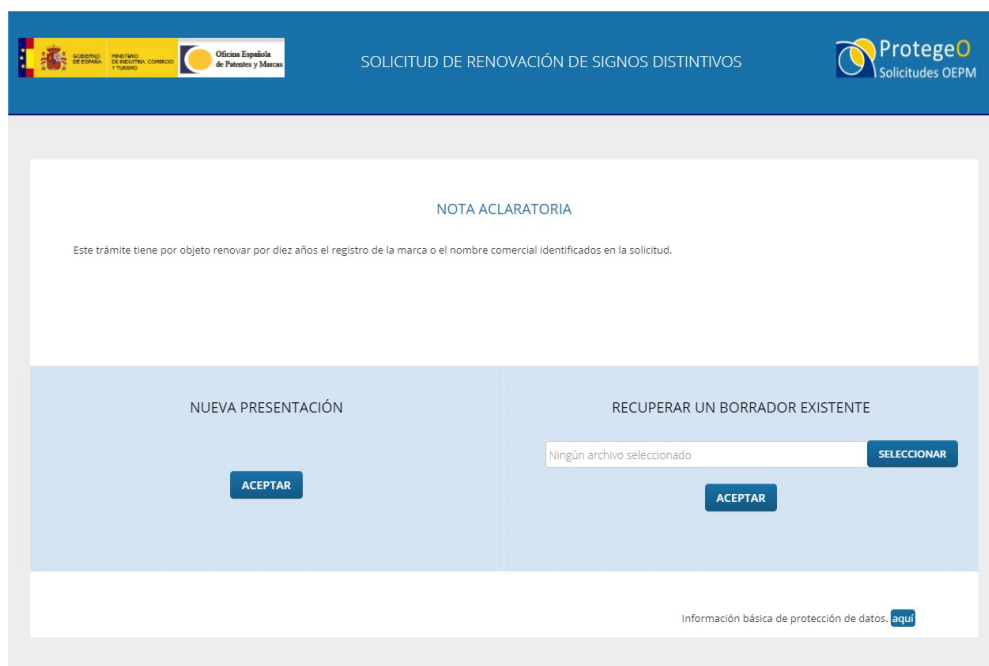 GOBIERNO
DE ESPAÑA
MINISTERIO
DE INDUSTRIA, COMERCIO
Y TURISMO
Oficina Española
de Patentes y Marcas
SOLICITUD DE RENOVACIÓN DE SIGNOS DISTINTIVOS
ProtegeO
Solicitudes OEPM
NOTA ACLARATORIA
Este trámite tiene por objeto renovar por diez años el registro de la marca o el nombre comercial identificados en la solicitud.
NUEVA PRESENTACIÓN
ACEPTAR
RECUPERAR UN BORRADOR EXISTENTE
Ningún archivo seleccionado
SELECCIONAR
ACEPTAR
Información básica de protección de datos. aquí